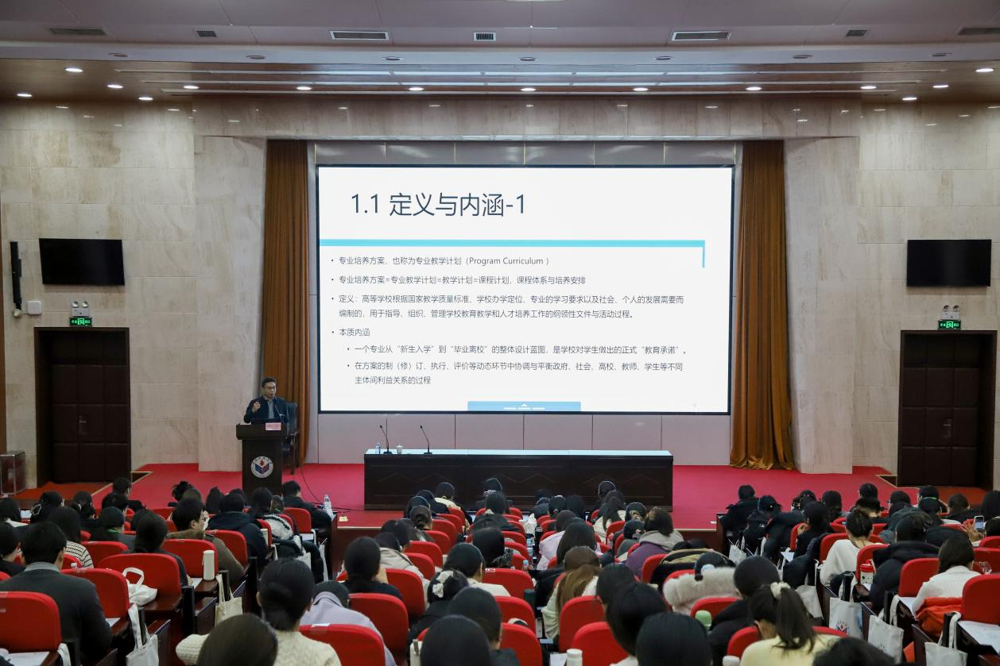 1.1 定义与内涵-1
• 专业培养方案，也称为专业教学计划（Program Curriculum ）
• 专业培养方案=专业教学计划=教学计划=课程计划，课程体系与培养安排
• 定义：高等学校根据国家教学质量标准、学校办学定位、专业的学习要求以及社会、个人的发展需要而
编制的，用于指导、组织、管理学校教育教学和人才培养工作的纲领性文件与活动过程。
• 本质内涵
• 一个专业从“新生入学”到“毕业离校”的整体设计蓝图，是学校对学生做出的正式“教育承诺”。
• 在方案的制（修）订、执行、评价等动态环节中协调与平衡政府、社会、高校、教师、学生等不同
主体间利益关系的过程